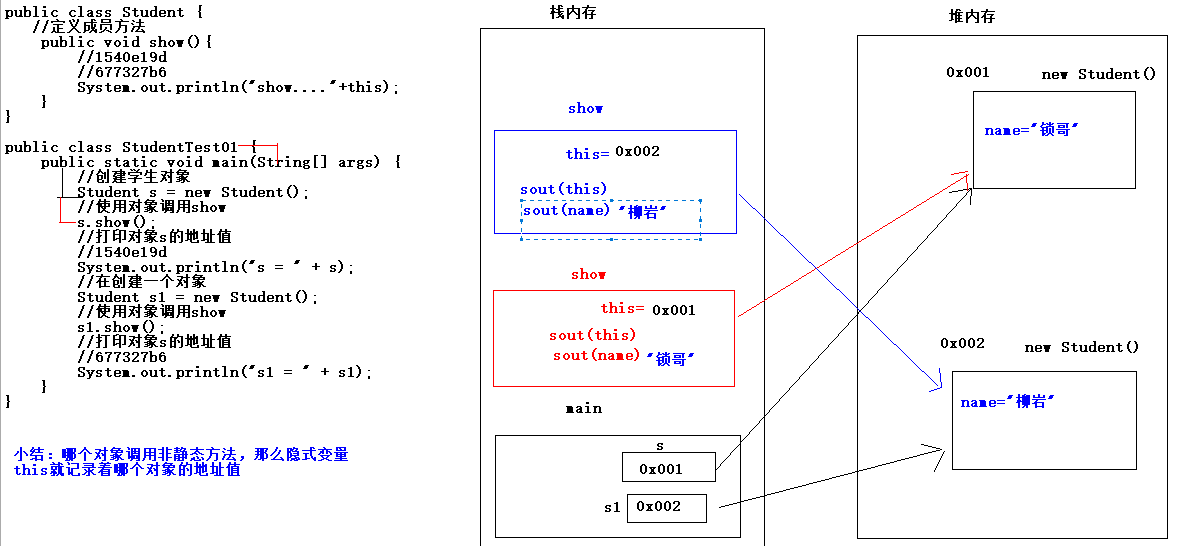 public class Student {
//定义成员方法
public void show(){
//1540e19d
//677327b6
System.out.println("show...."+this);
}
}
public class StudentTest01 {
public static void main(String[] args) {
//创建学生对象
Student s = new Student();
//使用对象调用show
s.show();
//打印对象s的地址值
//1540e19d
System.out.println("s = " + s);
//在创建一个对象
Student s1 = new Student();
//使用对象调用show
s1.show();
//打印对象s的地址值
//677327b6
System.out.println("s1 = " + s1);
}
}
小结：哪个对象调用非静态方法，那么隐式变量
this就记录着哪个对象的地址值
栈内存
show
this= 0x002
sout(this)
sout(name) "柳岩"
show
this= 0x001
sout(this)
sout(name) "锁哥"
main
s
0x001
s1 0x002
堆内存
0x001 new Student()
name="锁哥"
0x002 new Student()
name="柳岩"